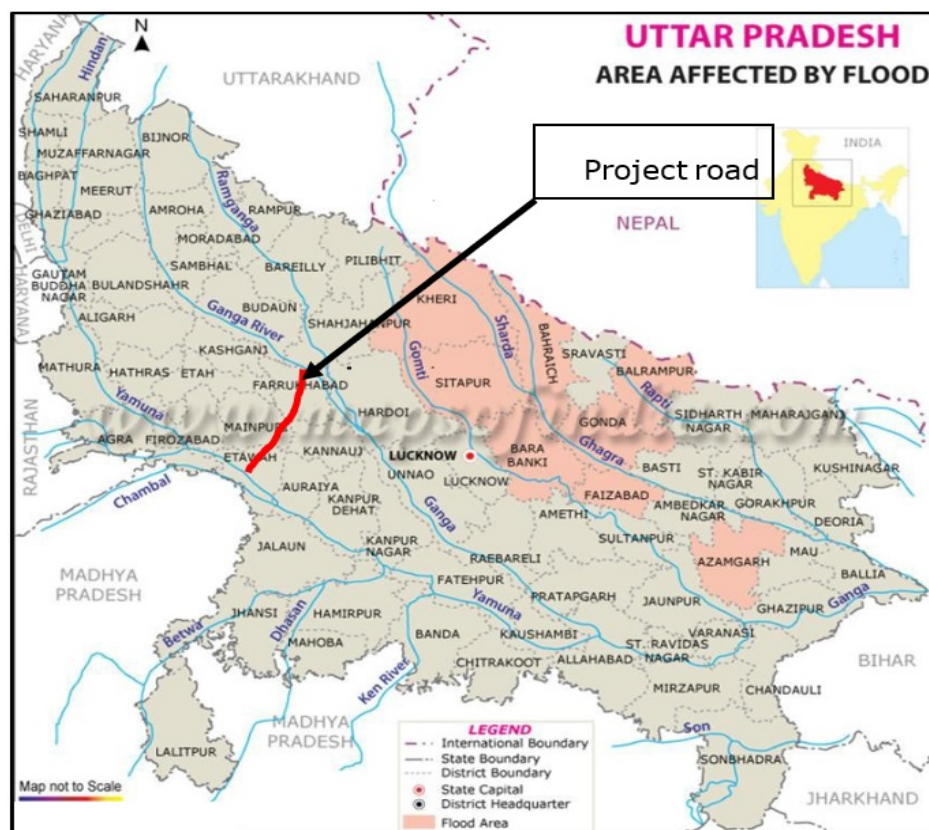 UTTAR PRADESH
AREA AFFECTED BY FLOOD
N
HARYANA
Hindan
UTTARAKHAND
SAHARANPUR
SHAMLI
BIJNOR
MUZAFFARNAGAR
BAGHPAT
MEERUT
Ramganga
GHAZIABAD
AMROHA
RAMPUR
Project road
INDIA
NEPAL
DELHI
HARYANA
MORADABAD
SAMBHAL
BAREILLY
PILIBHIT
GAUTAM
BUDDHA
NAGAR
BULANDSHAHR
KHERI
ALIGARH
BUDAUN
Ganga River
SHAHJAHANPUR
Gomti
Sharda
BAHRAICH
SRAVASTI
BALRAMPUR
KASHGANJ
MATHURA
HATHRAS
ETAH
FARRUKHABAD
SITAPUR
Rapti
Yamuna
HARDOI
GONDA
SIDHARTH
NAGAR
MAHARAJGANJ
www.mapsofindia.com
RAJASTHAN
AGRA
FIROZABAD
MAINPURI
ETAWAH
KANNAUJ
LUCKNOW
BARA
BANKI
Ghagra
BASTI
KUSHINAGAR
Chambal
UNNAO
LUCKNOW
FAIZABAD
ST. KABIR
NAGAR
GORAKHPUR
AURAIYA
KANPUR
DEHAT
Ganga
AMETHI
AMBEDKAR
NAGAR
DEORIA
JALAUN
KANPUR
NAGAR
RAEBARELI
SULTANPUR
AZAMGARH
MAU
BALLIA
MADHYA
PRADESH
FATEHPUR
Yamuna
PRATAPGARH
JAUNPUR
GHAZIPUR
Ganga
JHANSI
Betwa
Dhasan
HAMIRPUR
MAHOBA
BANDA
KAUSHAMBI
ST. RAVIDAS
NAGAR
VARANASI
BIHAR
Ken River
CHITRAKOOT
ALLAHABAD
MIRZAPUR
CHANDAULI
MADHYA
PRADESH
LALITPUR
Son
SONBHADRA
JHARKHAND
LEGEND
International Boundary
State Boundary
District Boundary
State Capital
District Headquarter
Flood Area
Map not to Scale